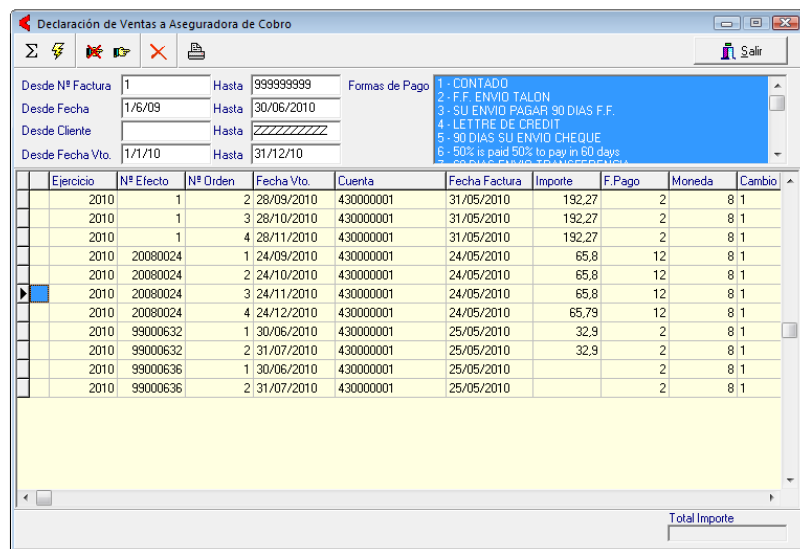 Declaración de Ventas a Aseguradora de Cobro
Σ Salir
Desde Nº Factura 1 Hasta 999999999 Formas de Pago
Desde Fecha 1/6/09 Hasta 30/06/2010
Desde Cliente Hasta ZZZZZZZZZZZ
Desde Fecha Vto. 1/1/10 Hasta 31/12/10
1 - CONTADO
2 - F.F. ENVIO TALON
3 - SU ENVIO PAGAR 90 DIAS F.F.
4 - LETTRE DE CREDIT
5 - 90 DIAS SU ENVIO CHEQUE
6 - 50% is paid 50% to pay in 60 days
7 - 60 DIAS ENVIO TRANSFERENCIA
Ejercicio Nº Efecto Nº Orden Fecha Vto. Cuenta Fecha Factura Importe F.Pago Moneda Cambio
2010 1 2 28/09/2010 430000001 31/05/2010 192,27 2 8 1
2010 1 3 28/10/2010 430000001 31/05/2010 192,27 2 8 1
2010 1 4 28/11/2010 430000001 31/05/2010 192,27 2 8 1
2010 20080024 1 24/09/2010 430000001 24/05/2010 65,8 12 8 1
2010 20080024 2 24/10/2010 430000001 24/05/2010 65,8 12 8 1
2010 20080024 3 24/11/2010 430000001 24/05/2010 65,8 12 8 1
2010 20080024 4 24/12/2010 430000001 24/05/2010 65,79 12 8 1
2010 99000632 1 30/06/2010 430000001 25/05/2010 32,9 2 8 1
2010 99000632 2 31/07/2010 430000001 25/05/2010 32,9 2 8 1
2010 99000636 1 30/06/2010 430000001 25/05/2010 2 8 1
2010 99000636 2 31/07/2010 430000001 25/05/2010 2 8 1
Total Importe